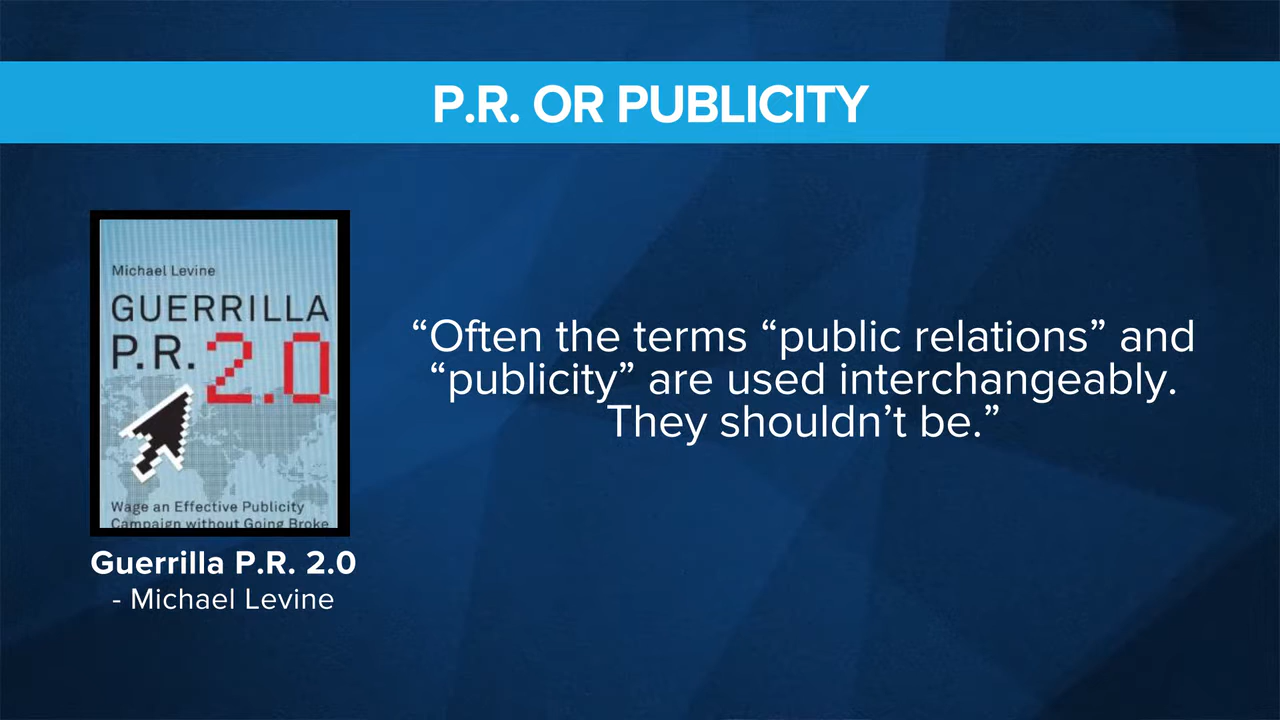 P.R. OR PUBLICITY
Michael Levine
GUERRILLA
P.R. 2.0
Wage an Effective Publicity
Campaign without Going Broke
Guerrilla P.R. 2.0
- Michael Levine
“Often the terms “public relations” and
“publicity” are used interchangeably.
They shouldn’t be.”